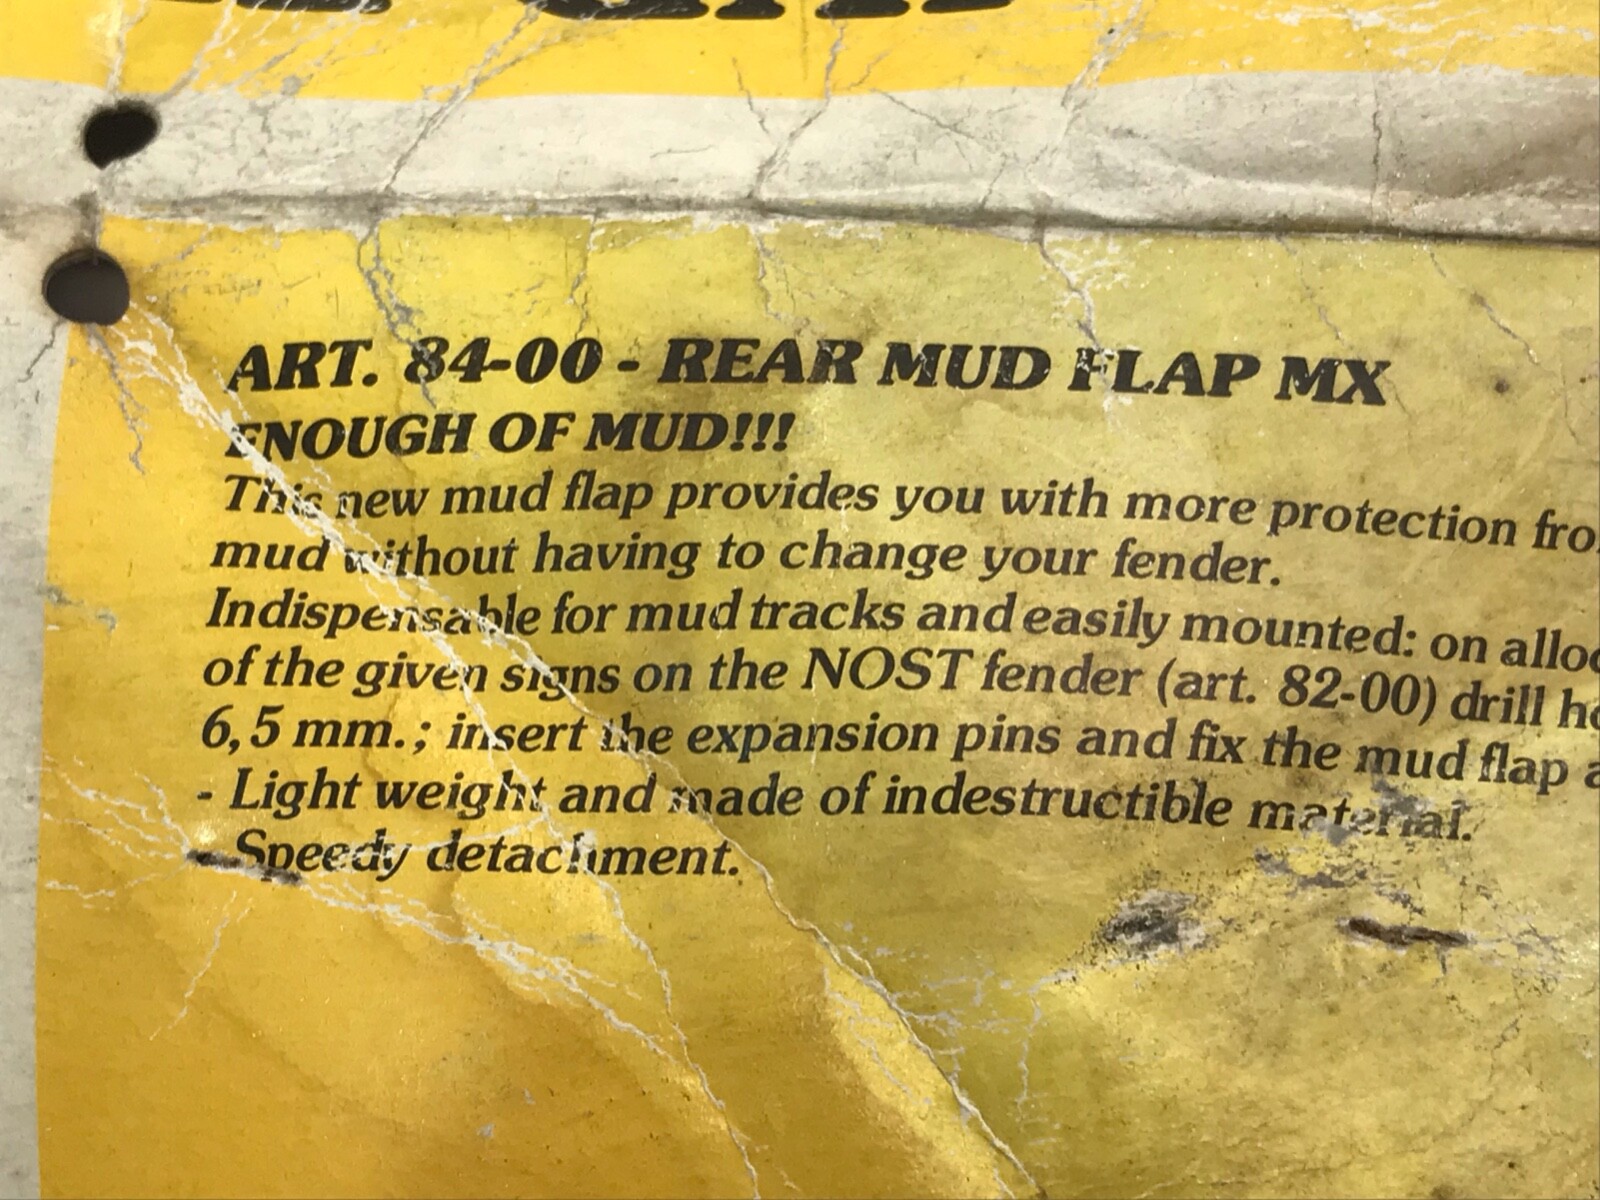 ART. 84-00 - REAR MUD FLAP MX
ENOUGH OF MUD!!!
This new mud flap provides you with more protection fro
mud without having to change your fender.
Indispensable for mud tracks and easily mounted: on alloc
of the given signs on the NOST fender (art. 82-00) drill ho
6,5 mm.; insert the expansion pins and fix the mud flap a
- Light weight and made of indestructible material.
- Speedy detachment.